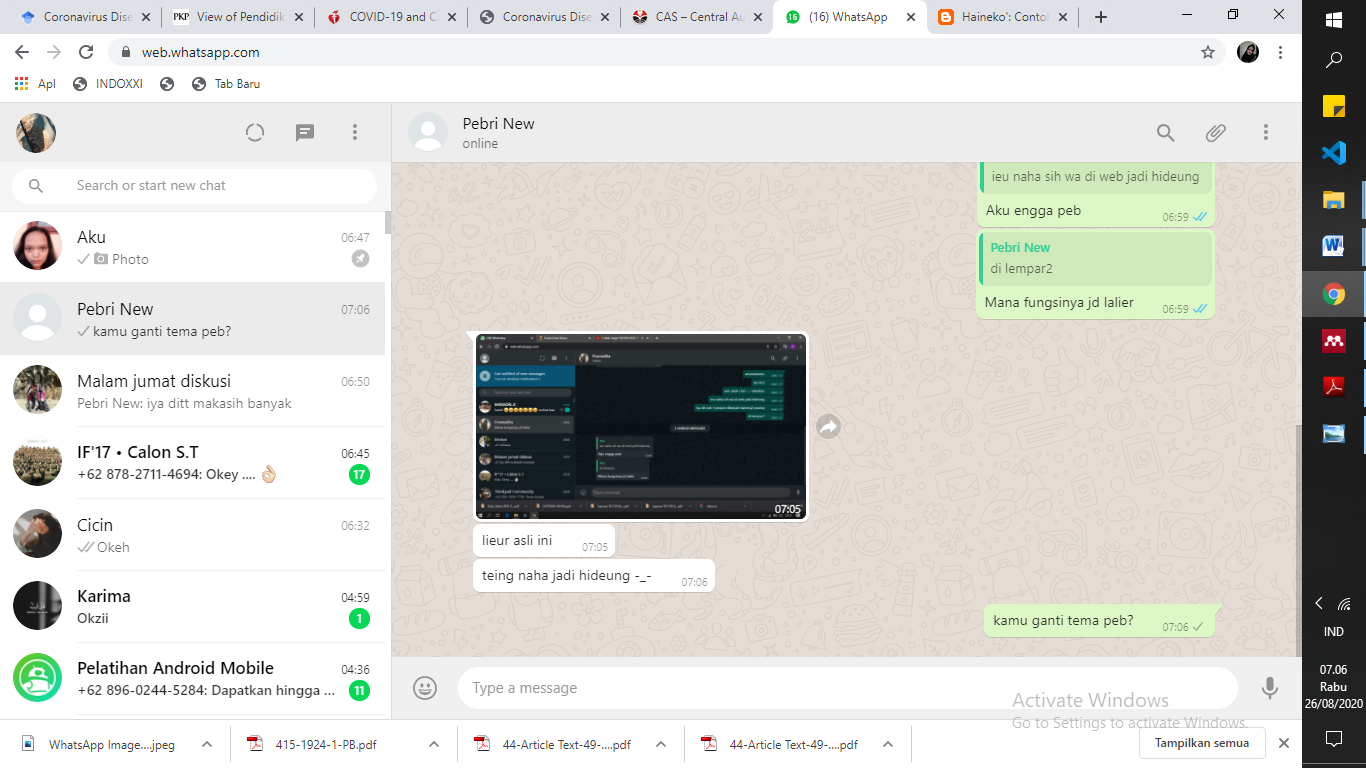 Coronavirus Dise
View of Pendidik
COVID-19 and Ca
Coronavirus Dise
CAS – Central Au
(16) WhatsApp
Haineko': Contol
web.whatsapp.com
Apl
INDOXXI
Tab Baru
Pebri New
online
Search or start new chat
Aku
06:47
Photo
Pebri New
07:06
kamu ganti tema peb?
Malam jumat diskusi
06:50
Pebri New: iya ditt makasih banyak
IF'17 • Calon S.T
06:45
+62 878-2711-4694: Okey .... 👌🏻
17
Cicin
06:32
Okeh
Karima
04:59
Okzii
1
Pelatihan Android Mobile
04:36
+62 896-0244-5284: Dapatkan hingga ...
11
ieu naha sih wa di web jadi hideung
Aku engga peb
06:59
Pebri New
di lempar2
Mana fungsinya jd lalier
06:59
07:05
lieur asli ini
07:05
teing naha jadi hideung -_-
07:06
kamu ganti tema peb?
07:06
Type a message
Activate Windows
Go to Settings to activate Windows.
WhatsApp Image....jpeg
415-1924-1-PB.pdf
44-Article Text-49-....pdf
44-Article Text-49-....pdf
Tampilkan semua
IND
07.06
Rabu
26/08/2020